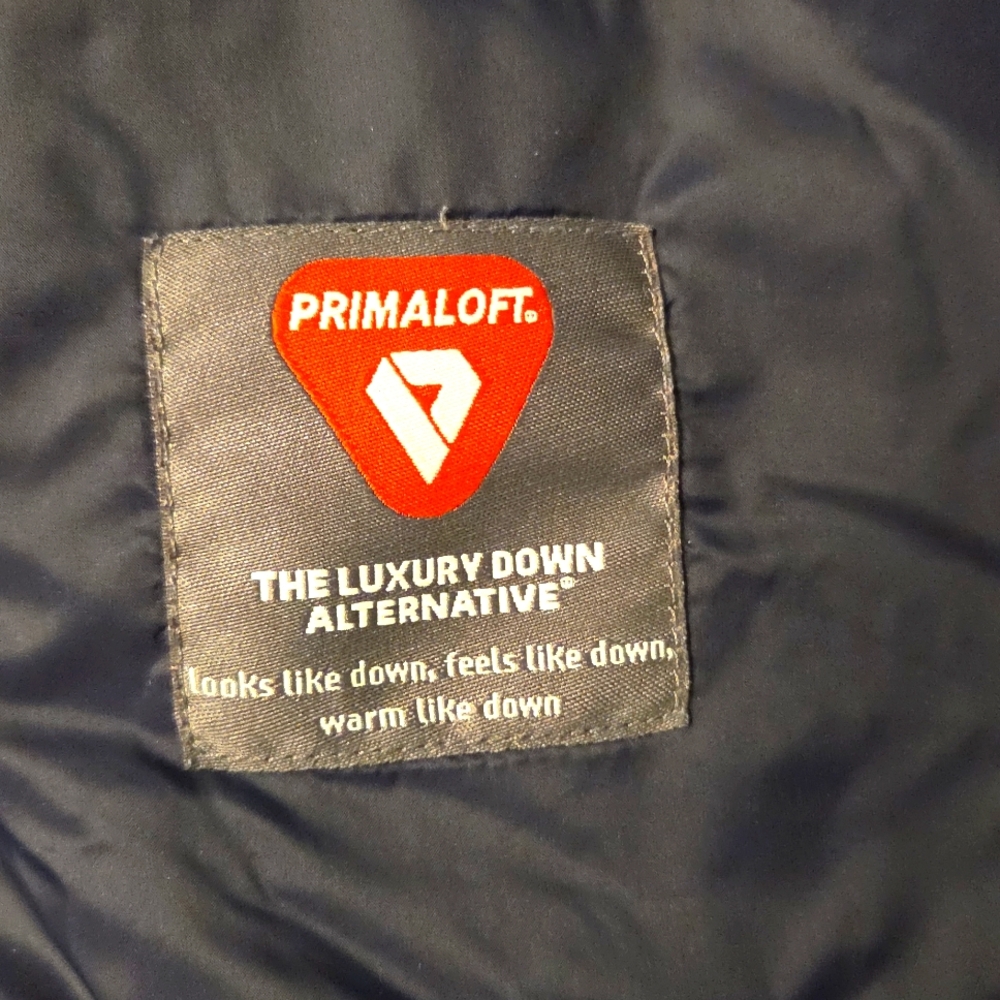 PRIMALOFT®
THE LUXURY DOWN
ALTERNATIVE®
looks like down, feels like down,
warm like down